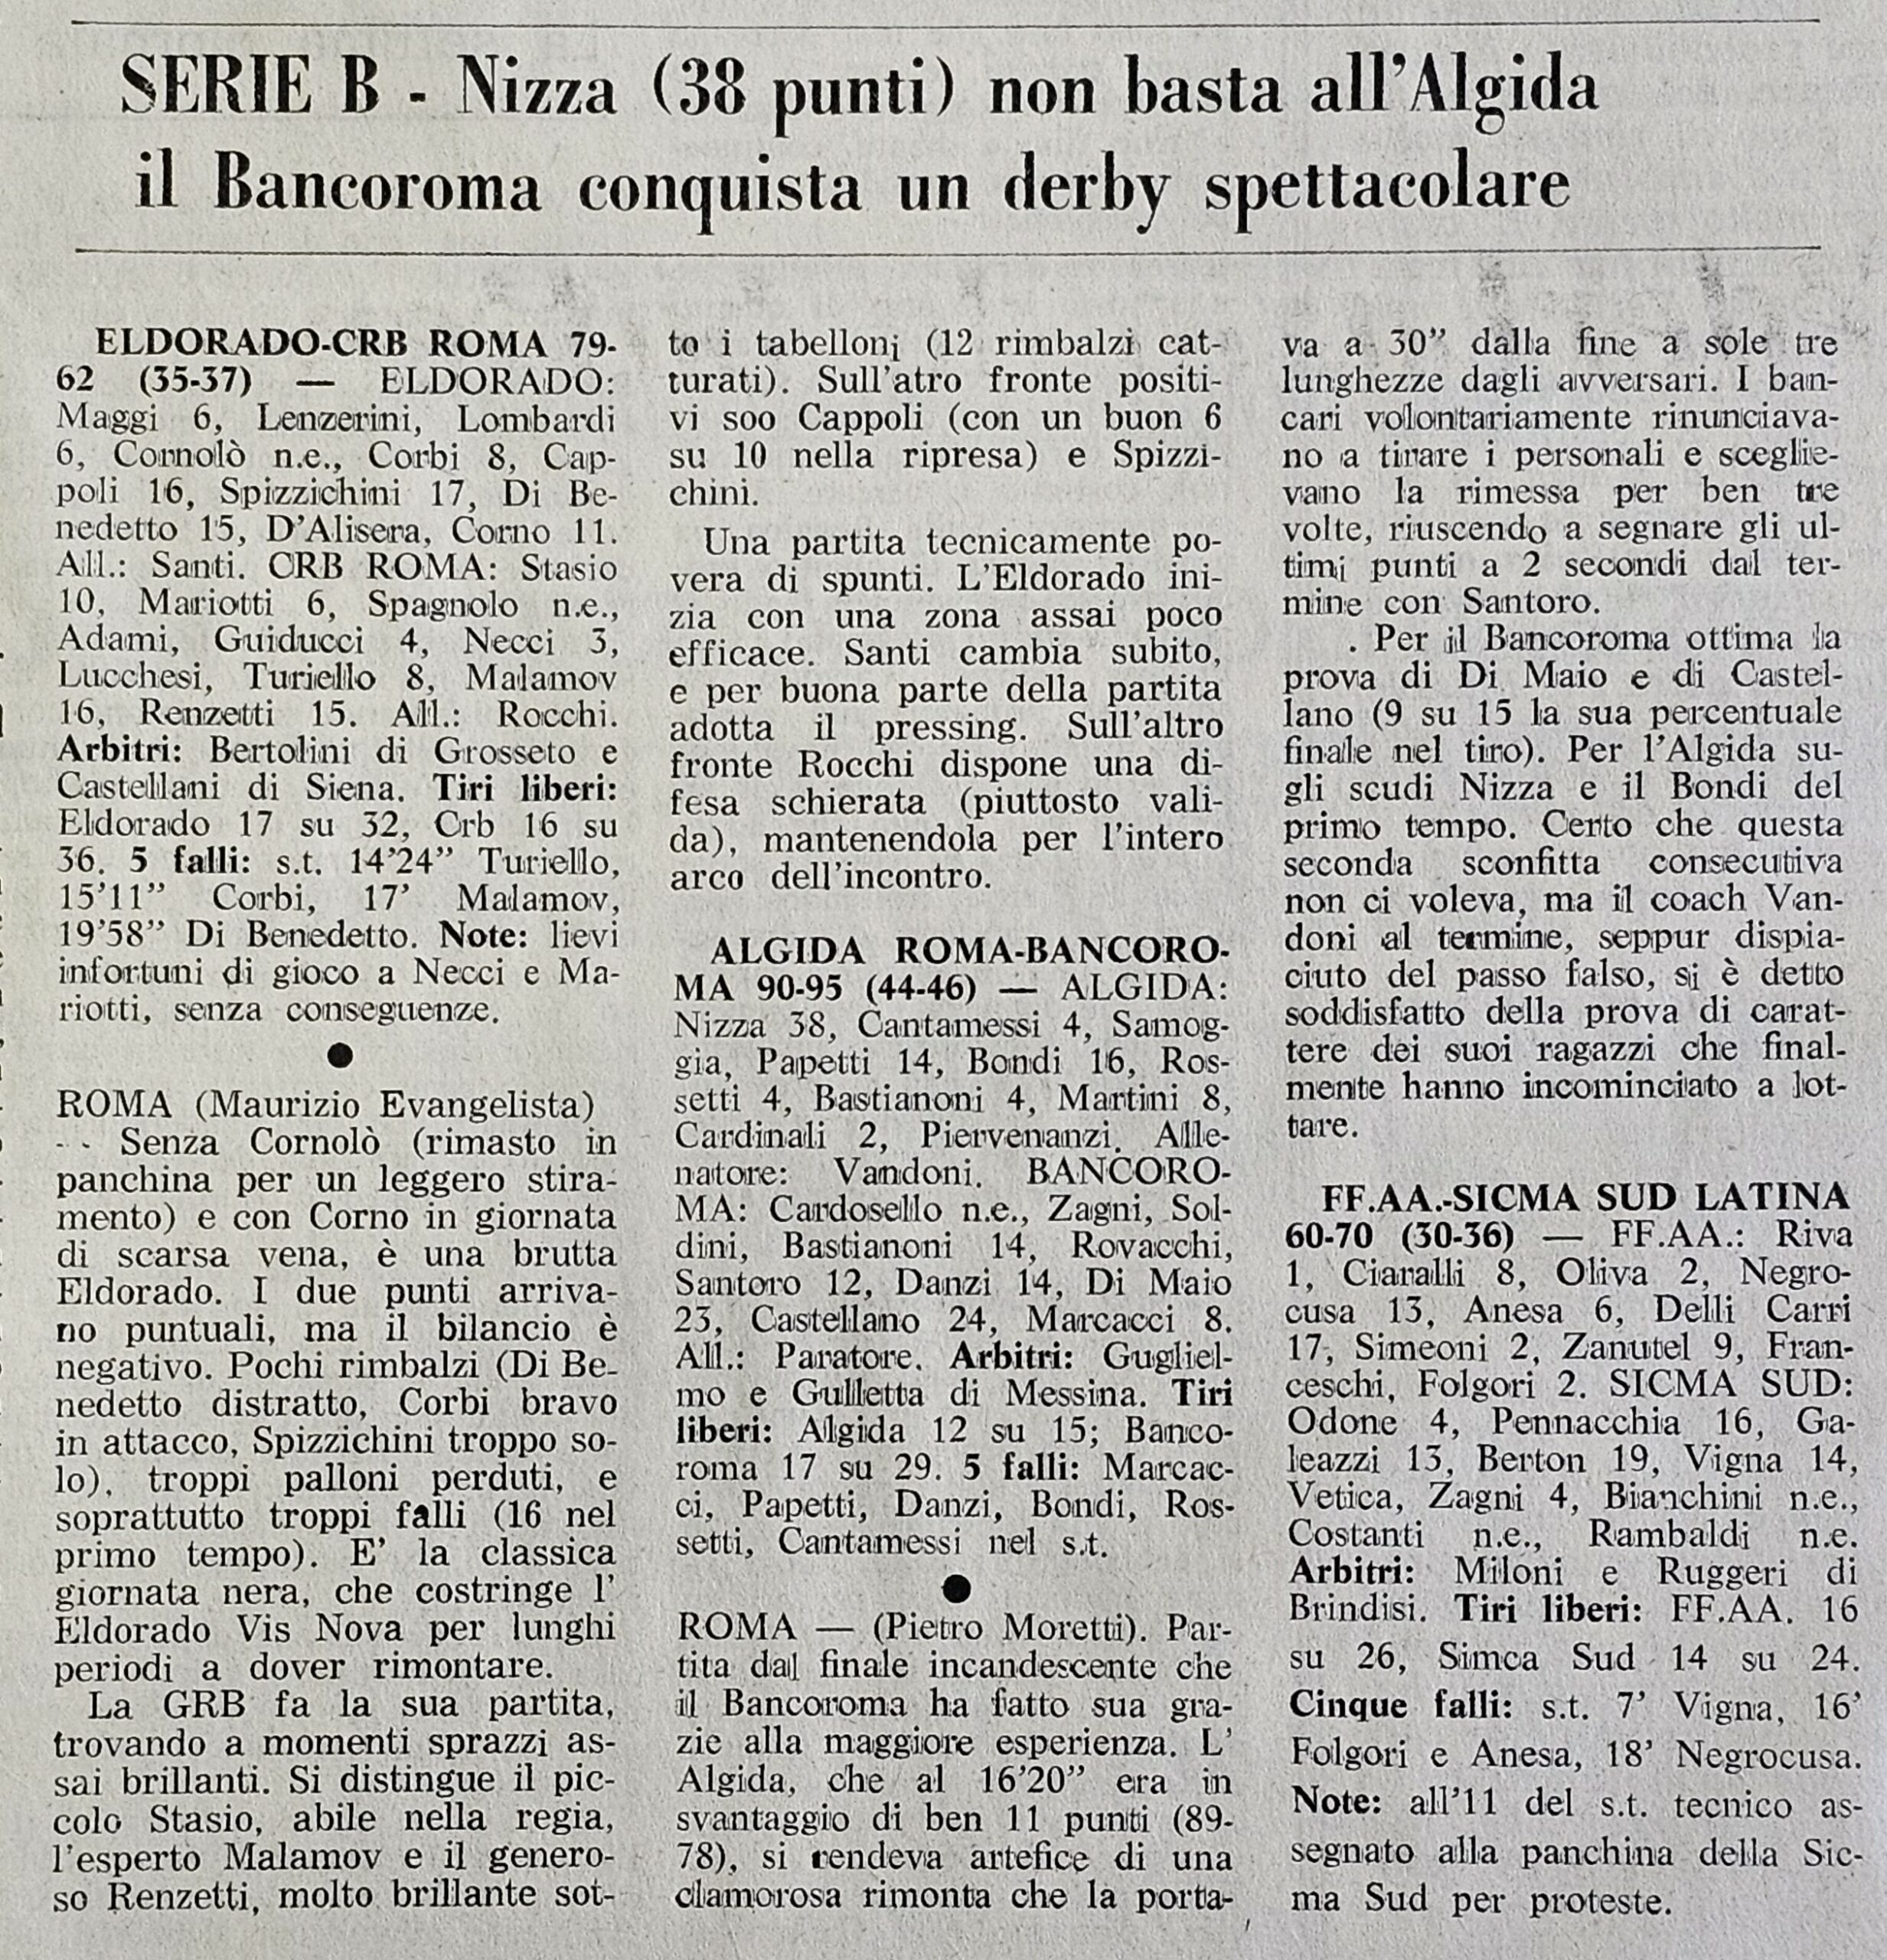 SERIE B - Nizza (38 punti) non basta all'Algida
il Bancoroma conquista un derby spettacolare
ELDORADO-CRB ROMA 79-
62 (35-37) — ELDORADO:
Maggi 6, Lenzerini, Lombardi
6, Cornolò n.e., Corbi 8, Cap-
poli 16, Spizzichini 17, Di Be-
nedetto 15, D'Alisera, Corno 11.
All.: Santi. CRB ROMA: Stasio
10, Mariotti 6, Spagnolo n.e.,
Adami, Guiducci 4, Necci 3,
Lucchesi, Turiello 8, Malamov
16, Renzetti 15. All.: Rocchi.
Arbitri: Bertolini di Grosseto e
Castellani di Siena. Tiri liberi:
Eldorado 17 su 32, Crb 16 su
36. 5 falli: s.t. 14'24" Turiello,
15'11" Corbi, 17' Malamov,
19'58" Di Benedetto. Note: lievi
infortuni di gioco a Necci e Ma-
riotti, senza conseguenze.
●
ROMA (Maurizio Evangelista)
- - Senza Cornolò (rimasto in
panchina per un leggero stira-
mento) e con Corno in giornata
di scarsa vena, è una brutta
Eldorado. I due punti arriva-
no puntuali, ma il bilancio è
negativo. Pochi rimbalzi (Di Be-
nedetto distratto, Corbi bravo
in attacco, Spizzichini troppo so-
lo), troppi palloni perduti, e
soprattutto troppi falli (16 nel
primo tempo). E' la classica
giornata nera, che costringe l'
Eldorado Vis Nova per lunghi
periodi a dover rimontare.
La GRB fa la sua partita,
trovando a momenti sprazzi as-
sai brillanti. Si distingue il pic-
colo Stasio, abile nella regia,
l'esperto Malamov e il genero-
so Renzetti, molto brillante sot-
to i tabelloni (12 rimbalzi cat-
turati). Sull'atro fronte positi-
vi soo Cappoli (con un buon 6
su 10 nella ripresa) e Spizzi-
chini.
Una partita tecnicamente po-
vera di spunti. L'Eldorado ini-
zia con una zona assai poco
efficace. Santi cambia subito,
e per buona parte della partita
adotta il pressing. Sull'altro
fronte Rocchi dispone una di-
fesa schierata (piuttosto vali-
da), mantenendola per l'intero
arco dell'incontro.
ALGIDA ROMA-BANCORO-
MA 90-95 (44-46) — ALGIDA:
Nizza 38, Cantamessi 4, Samog-
gia, Papetti 14, Bondi 16, Ros-
setti 4, Bastianoni 4, Martini 8,
Cardinali 2, Piervenanzi. Alle-
natore: Vandoni. BANCORO-
MA: Cardosello n.e., Zagni, Sol-
dini, Bastianoni 14, Rovacchi,
Santoro 12, Danzi 14, Di Maio
23, Castellano 24, Marcacci 8.
All.: Paratore. Arbitri: Gugliel-
mo e Gulletta di Messina. Tiri
liberi: Algida 12 su 15; Banco-
roma 17 su 29. 5 falli: Marcac-
ci, Papetti, Danzi, Bondi, Ros-
setti, Cantamessi nel s.t.
●
ROMA — (Pietro Moretti). Par-
tita dal finale incandescente che
il Bancoroma ha fatto sua gra-
zie alla maggiore esperienza. L'
Algida, che al 16'20" era in
svantaggio di ben 11 punti (89-
78), si rendeva artefice di una
clamorosa rimonta che la porta-
va a 30" dalla fine a sole tre
lunghezze dagli avversari. I ban-
cari volontariamente rinunciava-
no a tirare i personali e sceglie-
vano la rimessa per ben tre
volte, riuscendo a segnare gli ul-
timi punti a 2 secondi dal ter-
mine con Santoro.
. Per il Bancoroma ottima la
prova di Di Maio e di Castel-
lano (9 su 15 la sua percentuale
finale nel tiro). Per l'Algida su-
gli scudi Nizza e il Bondi del
primo tempo. Certo che questa
seconda sconfitta consecutiva
non ci voleva, ma il coach Van-
doni al termine, seppur dispia-
ciuto del passo falso, si è detto
soddisfatto della prova di carat-
tere dei suoi ragazzi che final-
mente hanno incominciato a lot-
tare.
FF.AA.-SICMA SUD LATINA
60-70 (30-36) — FF.AA.: Riva
1, Ciaralli 8, Oliva 2, Negro-
cusa 13, Anesa 6, Delli Carri
17, Simeoni 2, Zanutel 9, Fran-
ceschi, Folgori 2. SICMA SUD:
Odone 4, Pennacchia 16, Ga-
leazzi 13, Berton 19, Vigna 14,
Vetica, Zagni 4, Bianchini n.e.,
Costanti n.e., Rambaldi n.e.
Arbitri: Miloni e Ruggeri di
Brindisi. Tiri liberi: FF.AA. 16
su 26, Simca Sud 14 su 24.
Cinque falli: s.t. 7' Vigna, 16'
Folgori e Anesa, 18' Negrocusa.
Note: all'11 del s.t. tecnico as-
segnato alla panchina della Sic-
ma Sud per proteste.